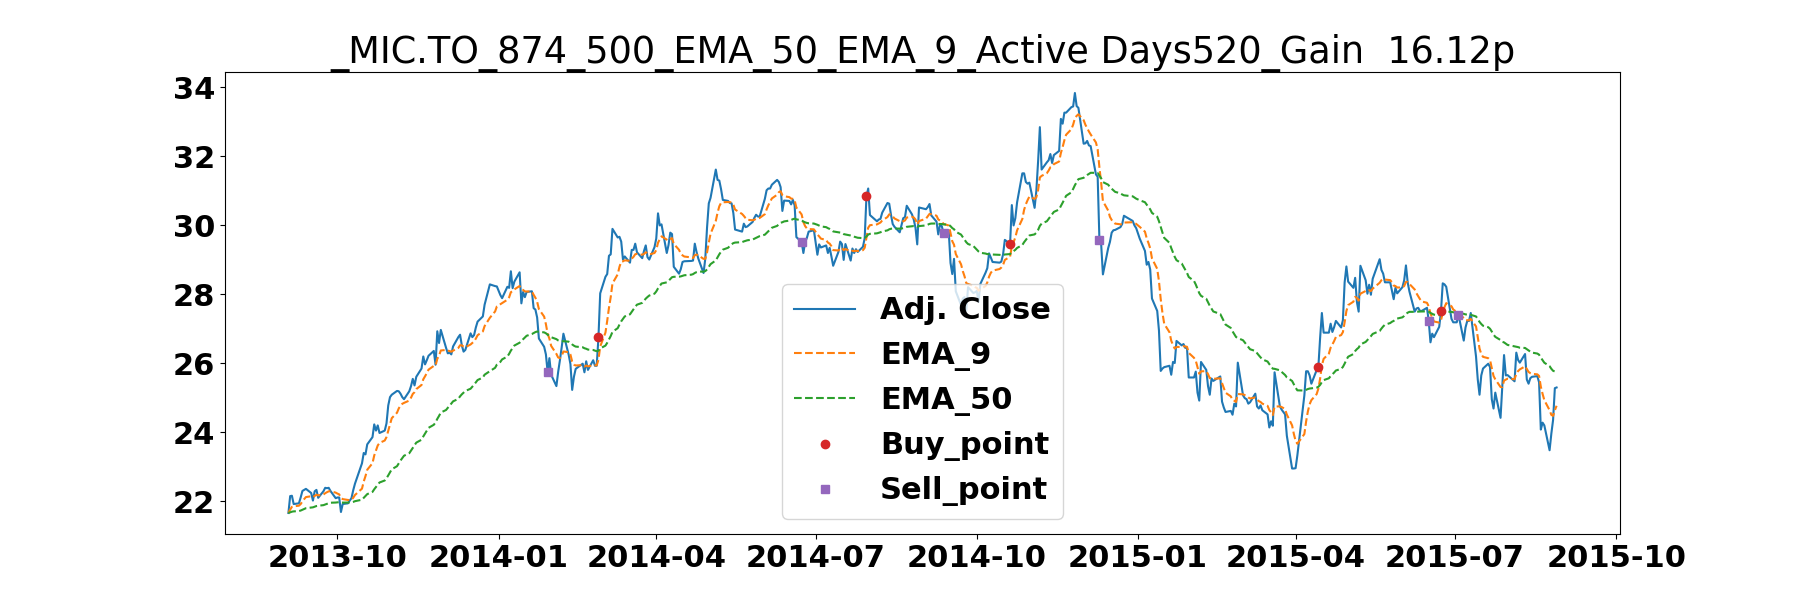 _MIC.TO_874_500_EMA_50_EMA_9_Active Days520_Gain  16.12p
34
32
30
28
26
24
22
Adj. Close
EMA_9
EMA_50
Buy_point
Sell_point
2013-10 2014-01 2014-04 2014-07 2014-10 2015-01 2015-04 2015-07 2015-10